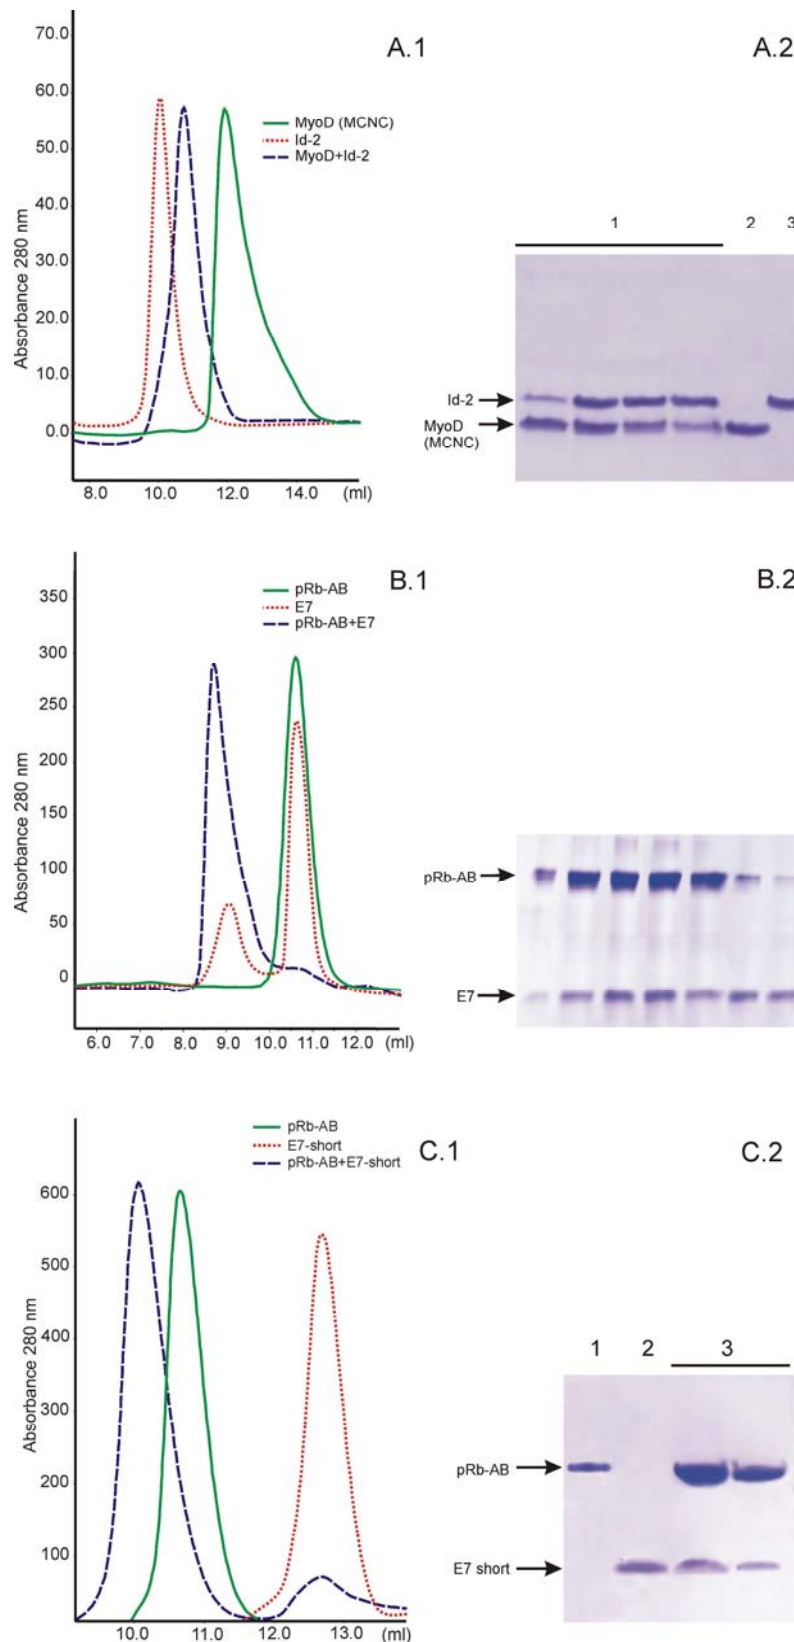 A.1
A.2
70.0
60.0
50.0
40.0
30.0
20.0
10.0
0.0
Absorbance 280 nm
MyoD (MCNC)
Id-2
MyoD+Id-2
8.0 10.0 12.0 14.0 (ml)
1 2 3
Id-2
MyoD
(MCNC)
B.1
B.2
350
300
250
200
150
100
50
0
Absorbance 280 nm
pRb-AB
E7
pRb-AB+E7
6.0 7.0 8.0 9.0 10.0 11.0 12.0 (ml)
pRb-AB
E7
C.1
C.2
600
500
400
300
200
100
Absorbance 280 nm
pRb-AB
E7-short
pRb-AB+E7-short
10.0 11.0 12.0 13.0 (ml)
1 2 3
pRb-AB
E7 short